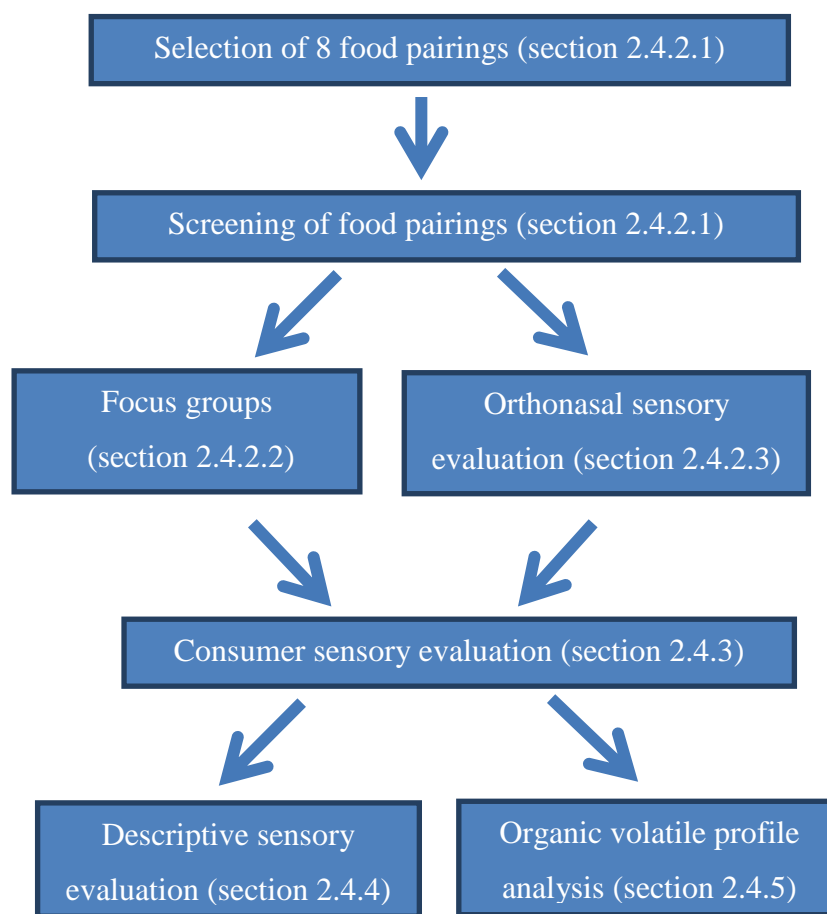 Selection of 8 food pairings (section 2.4.2.1)
Screening of food pairings (section 2.4.2.1)
Focus groups
(section 2.4.2.2)
Orthonasal sensory
evaluation (section 2.4.2.3)
Consumer sensory evaluation (section 2.4.3)
Descriptive sensory
evaluation (section 2.4.4)
Organic volatile profile
analysis (section 2.4.5)